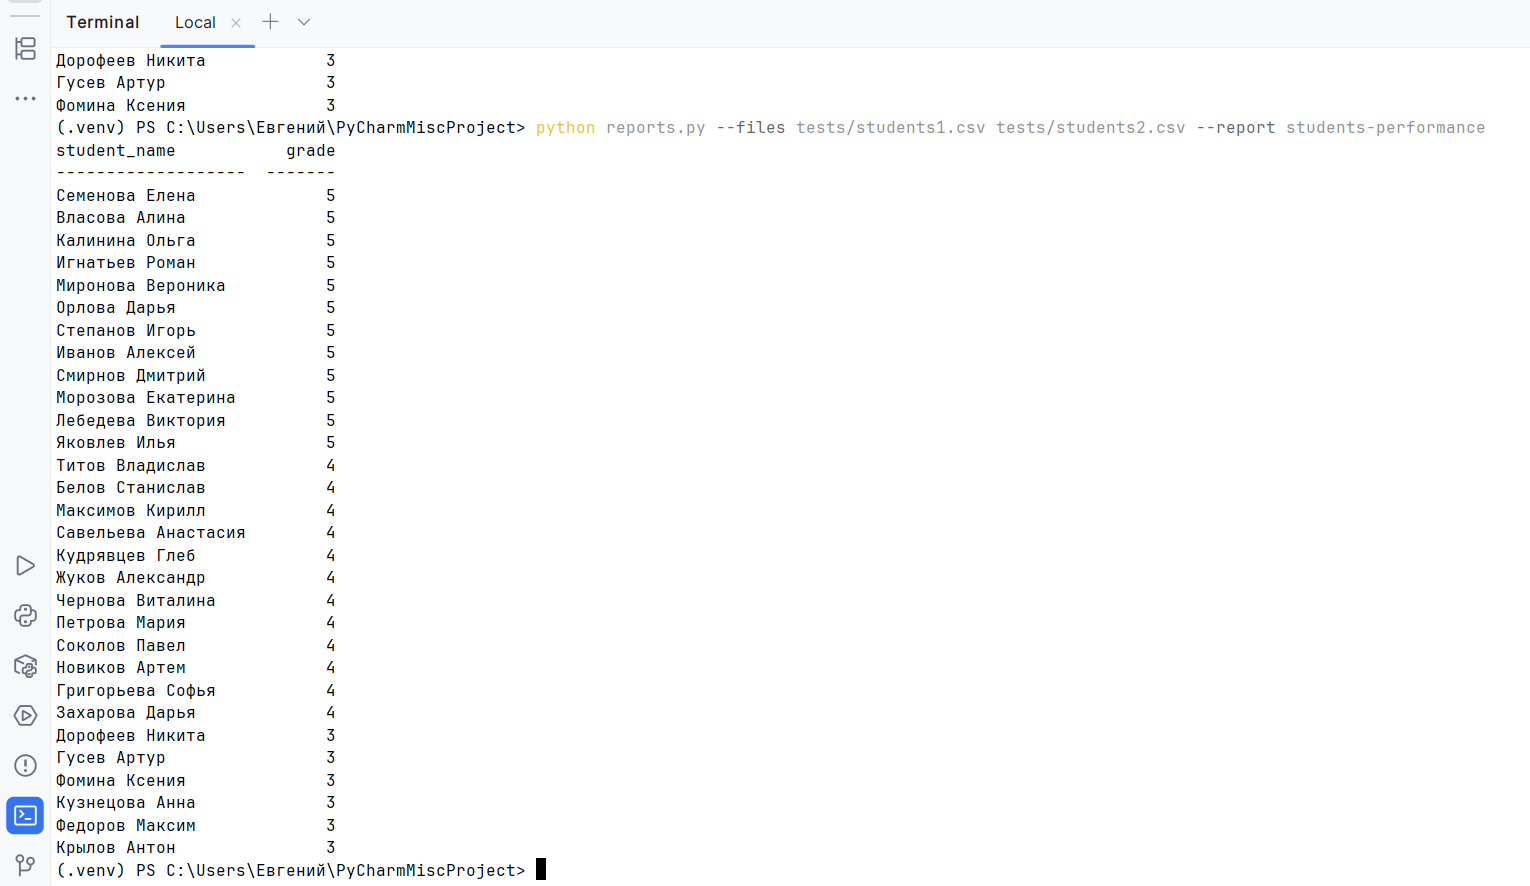 Terminal Local
Дорофеев Никита 3
Гусев Артур 3
Фомина Ксения 3
(.venv) PS C:\Users\Евгений\PyCharmMiscProject> python reports.py --files tests/students1.csv tests/students2.csv --report students-performance
student_name grade
------------------- -------
Семенова Елена 5
Власова Алина 5
Калинина Ольга 5
Игнатьев Роман 5
Миронова Вероника 5
Орлова Дарья 5
Степанов Игорь 5
Иванов Алексей 5
Смирнов Дмитрий 5
Морозова Екатерина 5
Лебедева Виктория 5
Яковлев Илья 5
Титов Владислав 4
Белов Станислав 4
Максимов Кирилл 4
Савельева Анастасия 4
Кудрявцев Глеб 4
Жуков Александр 4
Чернова Виталина 4
Петрова Мария 4
Соколов Павел 4
Новиков Артем 4
Григорьева Софья 4
Захарова Дарья 4
Дорофеев Никита 3
Гусев Артур 3
Фомина Ксения 3
Кузнецова Анна 3
Федоров Максим 3
Крылов Антон 3
(.venv) PS C:\Users\Евгений\PyCharmMiscProject>